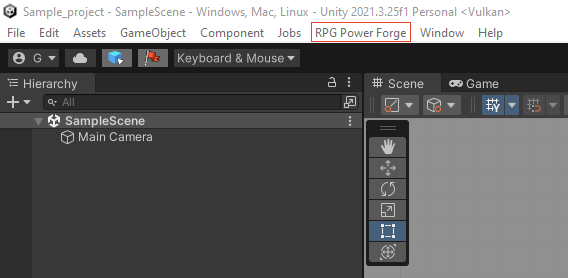 Sample_project - SampleScene - Windows, Mac, Linux - Unity 2021.3.25f1 Personal <Vulkan>
File Edit Assets GameObject Component Jobs RPG Power Forge Window Help
G Keyboard & Mouse
Hierarchy
All
SampleScene
Main Camera
Scene Game
Y